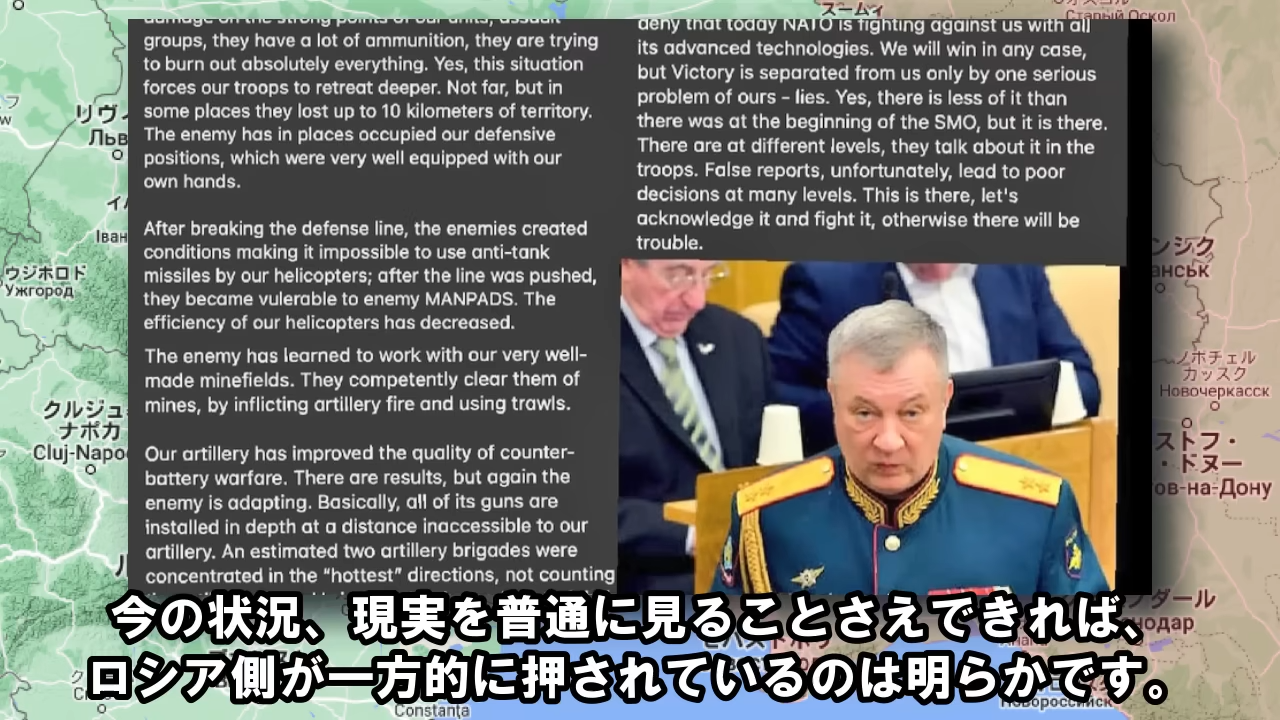 damage on the strong points of our units, assault
groups, they have a lot of ammunition, they are trying
to burn out absolutely everything. Yes, this situation
forces our troops to retreat deeper. Not far, but in
some places they lost up to 10 kilometers of territory.
The enemy has in places occupied our defensive
positions, which were very well equipped with our
own hands.
After breaking the defense line, the enemies created
conditions making it impossible to use anti-tank
missiles by our helicopters; after the line was pushed,
they became vulerable to enemy MANPADS. The
efficiency of our helicopters has decreased.
The enemy has learned to work with our very well-
made minefields. They competently clear them of
mines, by inflicting artillery fire and using trawls.
Our artillery has improved the quality of counter-
battery warfare. There are results, but again the
enemy is adapting. Basically, all of its guns are
installed in depth at a distance inaccessible to our
artillery. An estimated two artillery brigades were
concentrated in the “hottest” directions, not counting
deny that today NATO is fighting against us with all
its advanced technologies. We will win in any case,
but Victory is separated from us only by one serious
problem of ours – lies. Yes, there is less of it than
there was at the beginning of the SMO, but it is there.
There are at different levels, they talk about it in the
troops. False reports, unfortunately, lead to poor
decisions at many levels. This is there, let's
acknowledge it and fight it, otherwise there will be
trouble.
スームィ
Старый Оскол
リヴ
Льв
Іван
ウジホロド
Ужгород
クルジュ
ナポカ
Cluj-Napo
ンシク
анськ
ノボチェル
カッスク
Новочеркасск
ストフ・
・ドヌー
тов-на-Дону
ダール
нодар
Новороссийск
Constanța
今の状況、現実を普通に見ることさえできれば、
ロシア側が一方的に押されているのは明らかです。